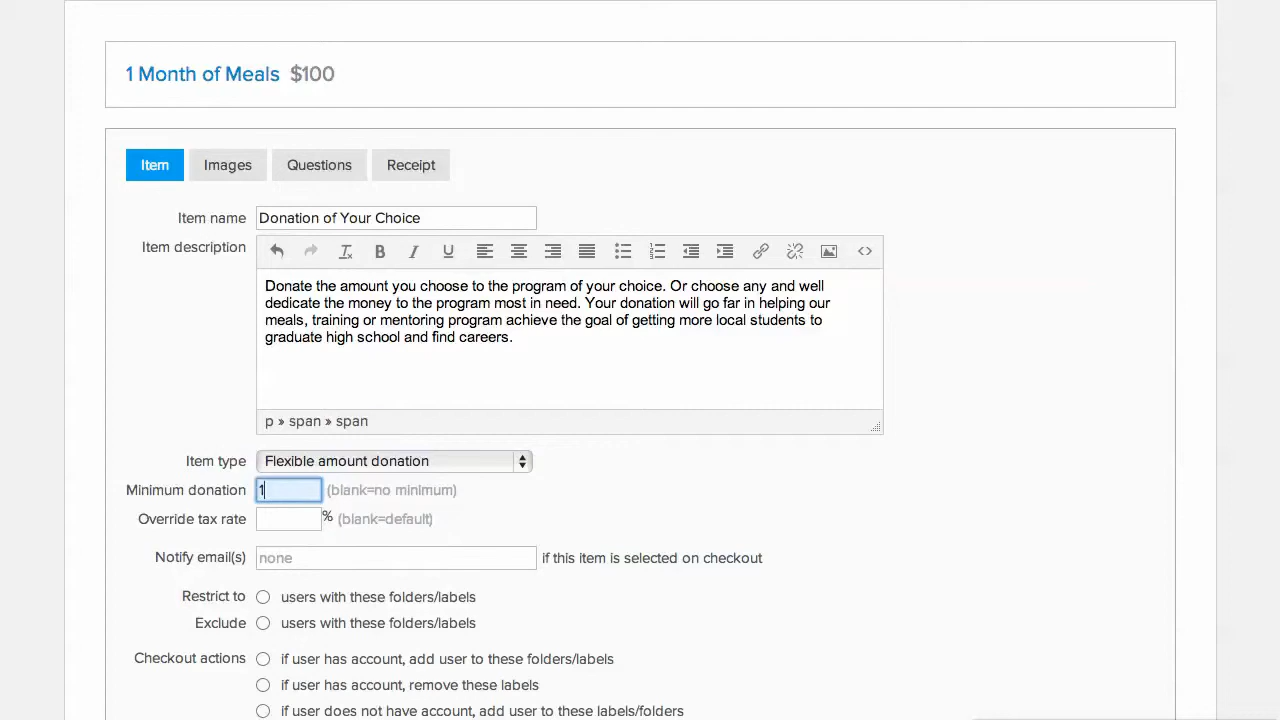 1 Month of Meals $100
Item Images Questions Receipt
Item name Donation of Your Choice
Item description
Donate the amount you choose to the program of your choice. Or choose any and well
dedicate the money to the program most in need. Your donation will go far in helping our
meals, training or mentoring program achieve the goal of getting more local students to
graduate high school and find careers.
p » span » span
Item type Flexible amount donation
Minimum donation 1 (blank=no minimum)
Override tax rate % (blank=default)
Notify email(s) none if this item is selected on checkout
Restrict to users with these folders/labels
Exclude users with these folders/labels
Checkout actions if user has account, add user to these folders/labels
if user has account, remove these labels
if user does not have account, add user to these labels/folders